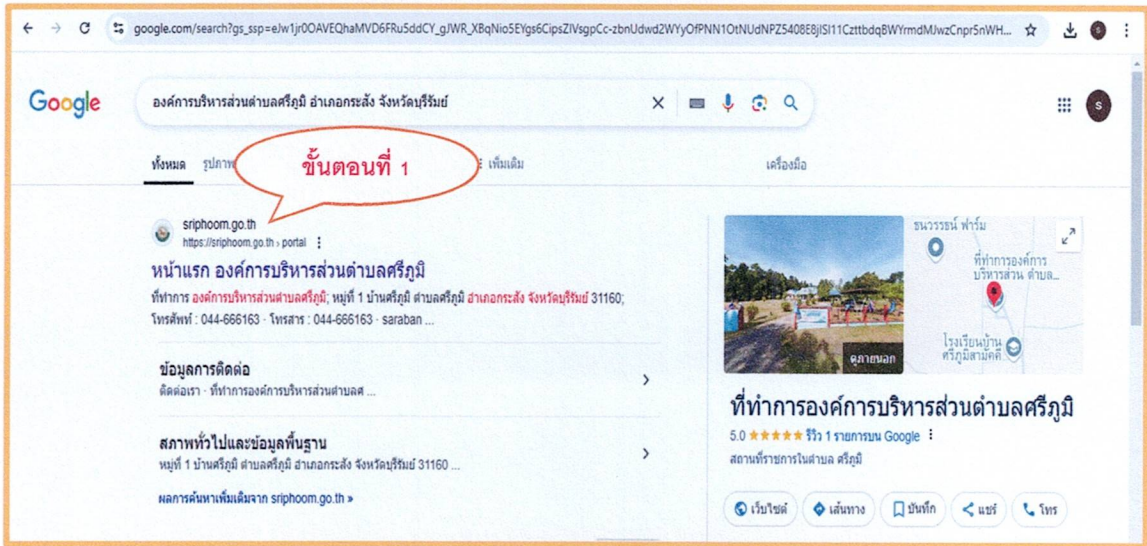 google.com/search?gs_ssp=eJw1jr0OAVEQhaMVD6FRu5ddCY_gJWR_XBqNio5EYgs6CipsZIVsgpCc-zbnUdwd2WYyOfPNN1OtNUdNPZ5408E8jISI11CzttbdqBWYrmdMJwzCnpr5nWH...
Google
องค์การบริหารส่วนตำบลศรีภูมิ อำเภอกระสัง จังหวัดบุรีรัมย์
S
ทั้งหมด
เพิ่มเติม
เครื่องมือ
ขั้นตอนที่ 1
sriphoom.go.th
https://sriphoom.go.th › portal
หน้าแรก องค์การบริหารส่วนตำบลศรีภูมิ
ที่ทำการ องค์การบริหารส่วนตำบลศรีภูมิ; หมู่ที่ 1 บ้านศรีภูมิ ตำบลศรีภูมิ อำเภอกระสัง จังหวัดบุรีรัมย์ 31160;
โทรศัพท์ : 044-666163 · โทรสาร : 044-666163 · saraban ...
ข้อมูลการติดต่อ
ติดต่อเรา · ที่ทำการองค์การบริหารส่วนตำบลศ ...
สภาพทั่วไปและข้อมูลพื้นฐาน
หมู่ที่ 1 บ้านศรีภูมิ ตำบลศรีภูมิ อำเภอกระสัง จังหวัดบุรีรัมย์ 31160 ...
ผลการค้นหาเพิ่มเติมจาก sriphoom.go.th »
ดูภายนอก
ธนวรรธน์ ฟาร์ม
ที่ทำการองค์การ
บริหารส่วน ตำบล...
โรงเรียนบ้าน
ศรีภูมิสามัคคี
ที่ทำการองค์การบริหารส่วนตำบลศรีภูมิ
5.0 ★★★★★ รีวิว 1 รายการบน Google
สถานที่ราชการในตำบล ศรีภูมิ
เว็บไซต์
เส้นทาง
บันทึก
แชร์
โทร